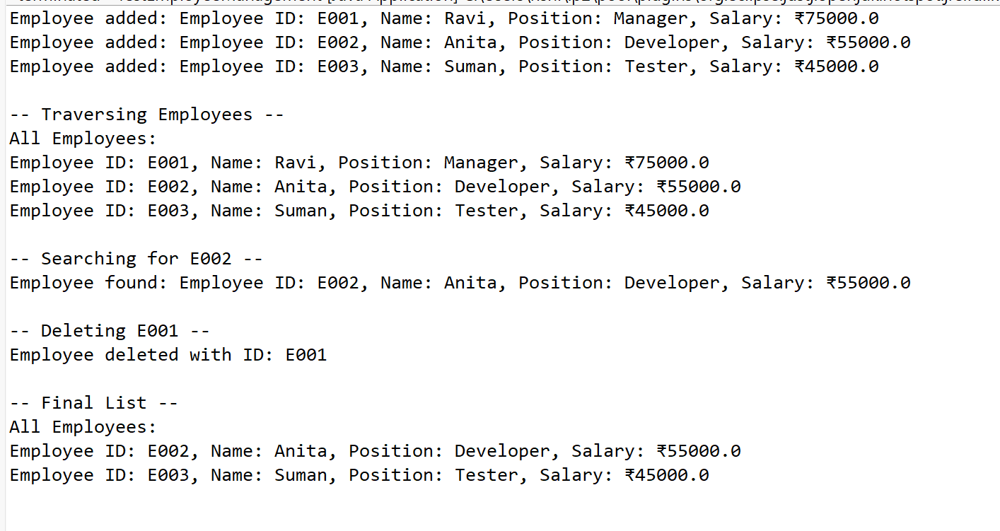 Employee added: Employee ID: E001, Name: Ravi, Position: Manager, Salary: ₹75000.0
Employee added: Employee ID: E002, Name: Anita, Position: Developer, Salary: ₹55000.0
Employee added: Employee ID: E003, Name: Suman, Position: Tester, Salary: ₹45000.0
-- Traversing Employees --
All Employees:
Employee ID: E001, Name: Ravi, Position: Manager, Salary: ₹75000.0
Employee ID: E002, Name: Anita, Position: Developer, Salary: ₹55000.0
Employee ID: E003, Name: Suman, Position: Tester, Salary: ₹45000.0
-- Searching for E002 --
Employee found: Employee ID: E002, Name: Anita, Position: Developer, Salary: ₹55000.0
-- Deleting E001 --
Employee deleted with ID: E001
-- Final List --
All Employees:
Employee ID: E002, Name: Anita, Position: Developer, Salary: ₹55000.0
Employee ID: E003, Name: Suman, Position: Tester, Salary: ₹45000.0